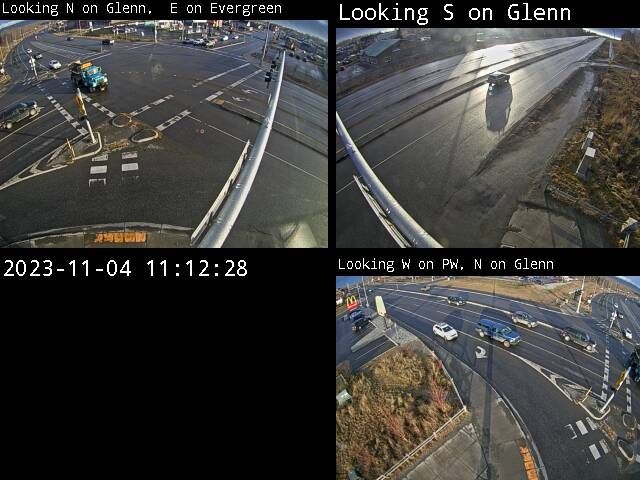 Looking N on Glenn,  E on Evergreen
Looking S on Glenn
2023-11-04 11:12:28
Looking W on PW, N on Glenn